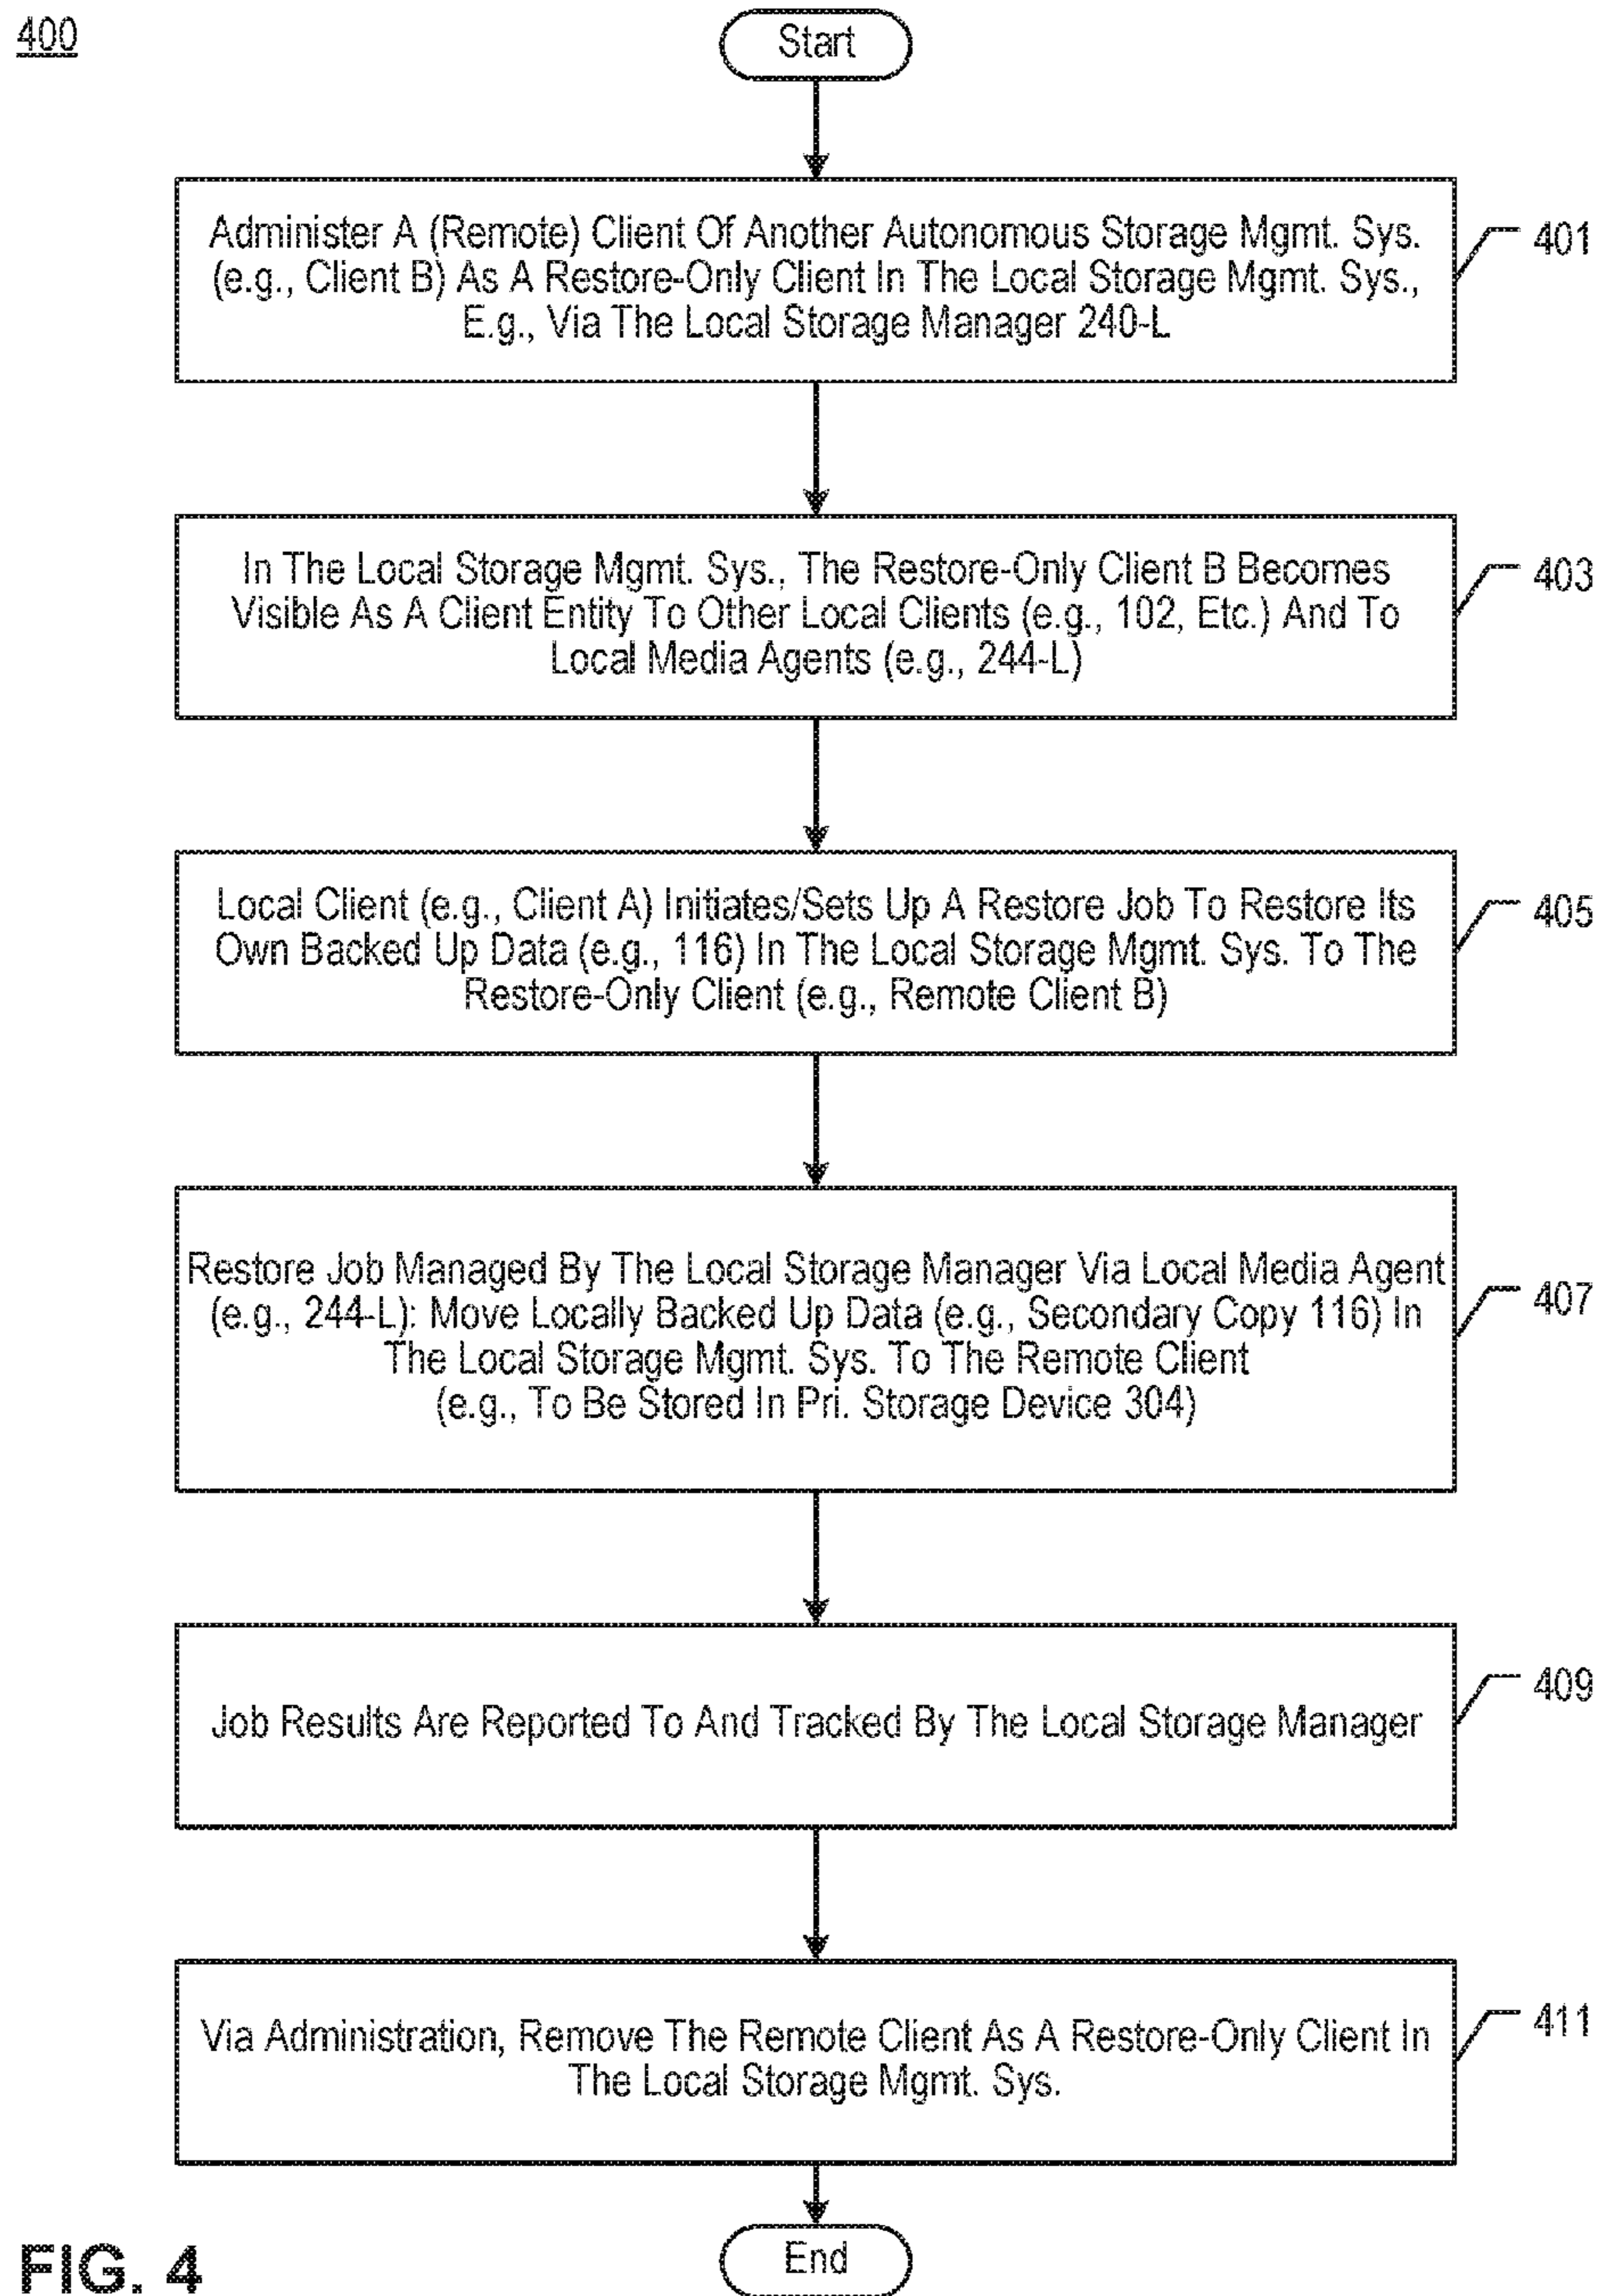 400
Start
Administer A (Remote) Client Of Another Autonomous Storage Mgmt. Sys.
(e.g., Client B) As A Restore-Only Client In The Local Storage Mgmt. Sys.,
E.g., Via The Local Storage Manager 240-L
401
In The Local Storage Mgmt. Sys., The Restore-Only Client B Becomes
Visible As A Client Entity To Other Local Clients (e.g., 102, Etc.) And To
Local Media Agents (e.g., 244-L)
403
Local Client (e.g., Client A) Initiates/Sets Up A Restore Job To Restore Its
Own Backed Up Data (e.g., 116) In The Local Storage Mgmt. Sys. To The
Restore-Only Client (e.g., Remote Client B)
405
Restore Job Managed By The Local Storage Manager Via Local Media Agent
(e.g., 244-L): Move Locally Backed Up Data (e.g., Secondary Copy 116) In
The Local Storage Mgmt. Sys. To The Remote Client
(e.g., To Be Stored In Pri. Storage Device 304)
407
Job Results Are Reported To And Tracked By The Local Storage Manager
409
Via Administration, Remove The Remote Client As A Restore-Only Client In
The Local Storage Mgmt. Sys.
411
End
FIG. 4